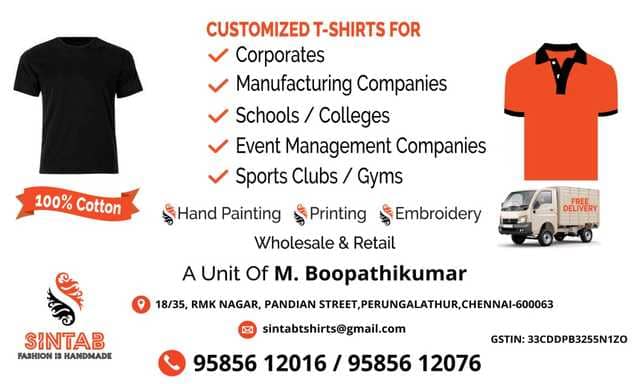 CUSTOMIZED T-SHIRTS FOR
Corporates
Manufacturing Companies
Schools / Colleges
Event Management Companies
Sports Clubs / Gyms
100% Cotton
FREE
DELIVERY
Hand Painting Printing Embroidery
Wholesale & Retail
A Unit Of M. Boopathikumar
18/35, RMK NAGAR, PANDIAN STREET,PERUNGALATHUR,CHENNAI-600063
SINTAB
FASHION IS HANDMADE
sintabtshirts@gmail.com
GSTIN: 33CDDPB3255N1ZO
95856 12016 / 95856 12076